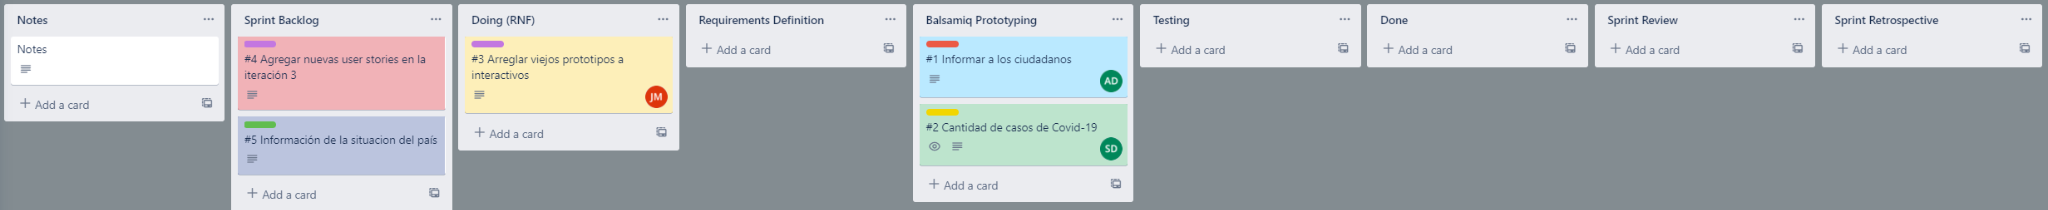 Notes
Notes
+ Add a card
Sprint Backlog
#4 Agregar nuevas user stories en la
iteración 3
#5 Información de la situacion del país
+ Add a card
Doing (RNF)
#3 Arreglar viejos prototipos a
interactivos
JM
+ Add a card
Requirements Definition
+ Add a card
Balsamiq Prototyping
#1 Informar a los ciudadanos
AD
#2 Cantidad de casos de Covid-19
SD
+ Add a card
Testing
+ Add a card
Done
+ Add a card
Sprint Review
+ Add a card
Sprint Retrospective
+ Add a card